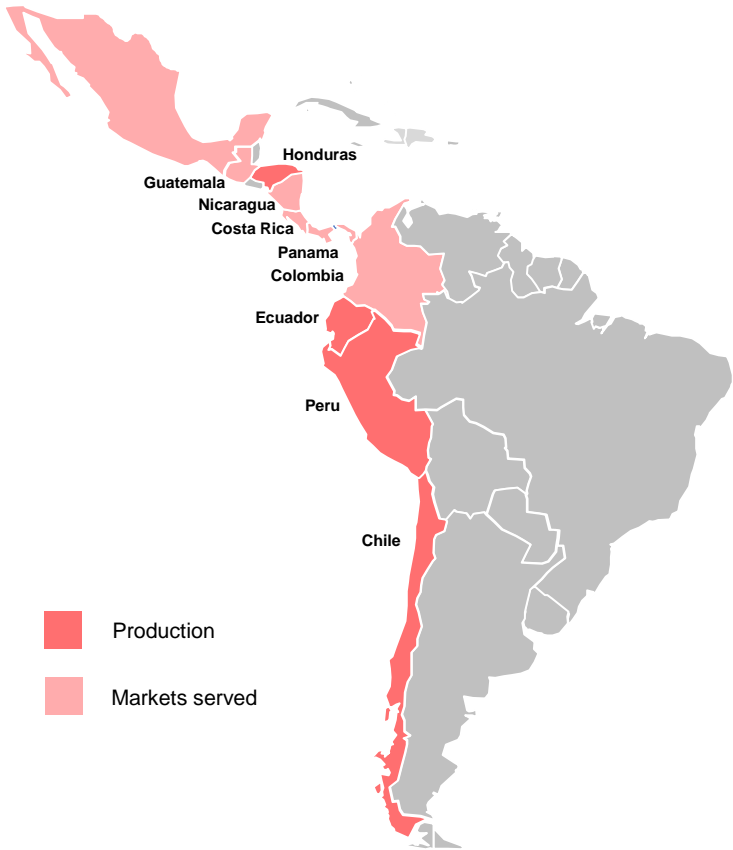 Honduras
Guatemala
Nicaragua
Costa Rica
Panama
Colombia
Ecuador
Peru
Chile
Production
Markets served